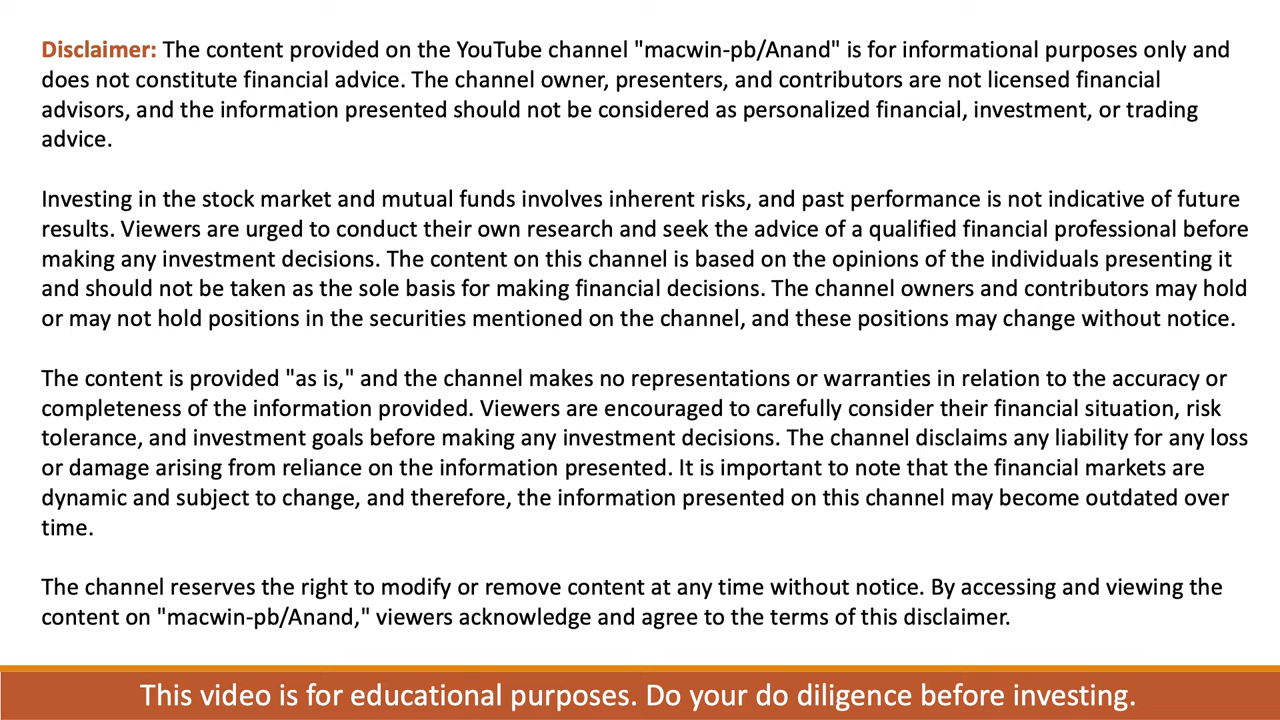 Disclaimer: The content provided on the YouTube channel "macwin-pb/Anand" is for informational purposes only and
does not constitute financial advice. The channel owner, presenters, and contributors are not licensed financial
advisors, and the information presented should not be considered as personalized financial, investment, or trading
advice.
Investing in the stock market and mutual funds involves inherent risks, and past performance is not indicative of future
results. Viewers are urged to conduct their own research and seek the advice of a qualified financial professional before
making any investment decisions. The content on this channel is based on the opinions of the individuals presenting it
and should not be taken as the sole basis for making financial decisions. The channel owners and contributors may hold
or may not hold positions in the securities mentioned on the channel, and these positions may change without notice.
The content is provided "as is," and the channel makes no representations or warranties in relation to the accuracy or
completeness of the information provided. Viewers are encouraged to carefully consider their financial situation, risk
tolerance, and investment goals before making any investment decisions. The channel disclaims any liability for any loss
or damage arising from reliance on the information presented. It is important to note that the financial markets are
dynamic and subject to change, and therefore, the information presented on this channel may become outdated over
time.
The channel reserves the right to modify or remove content at any time without notice. By accessing and viewing the
content on "macwin-pb/Anand," viewers acknowledge and agree to the terms of this disclaimer.
This video is for educational purposes. Do your do diligence before investing.